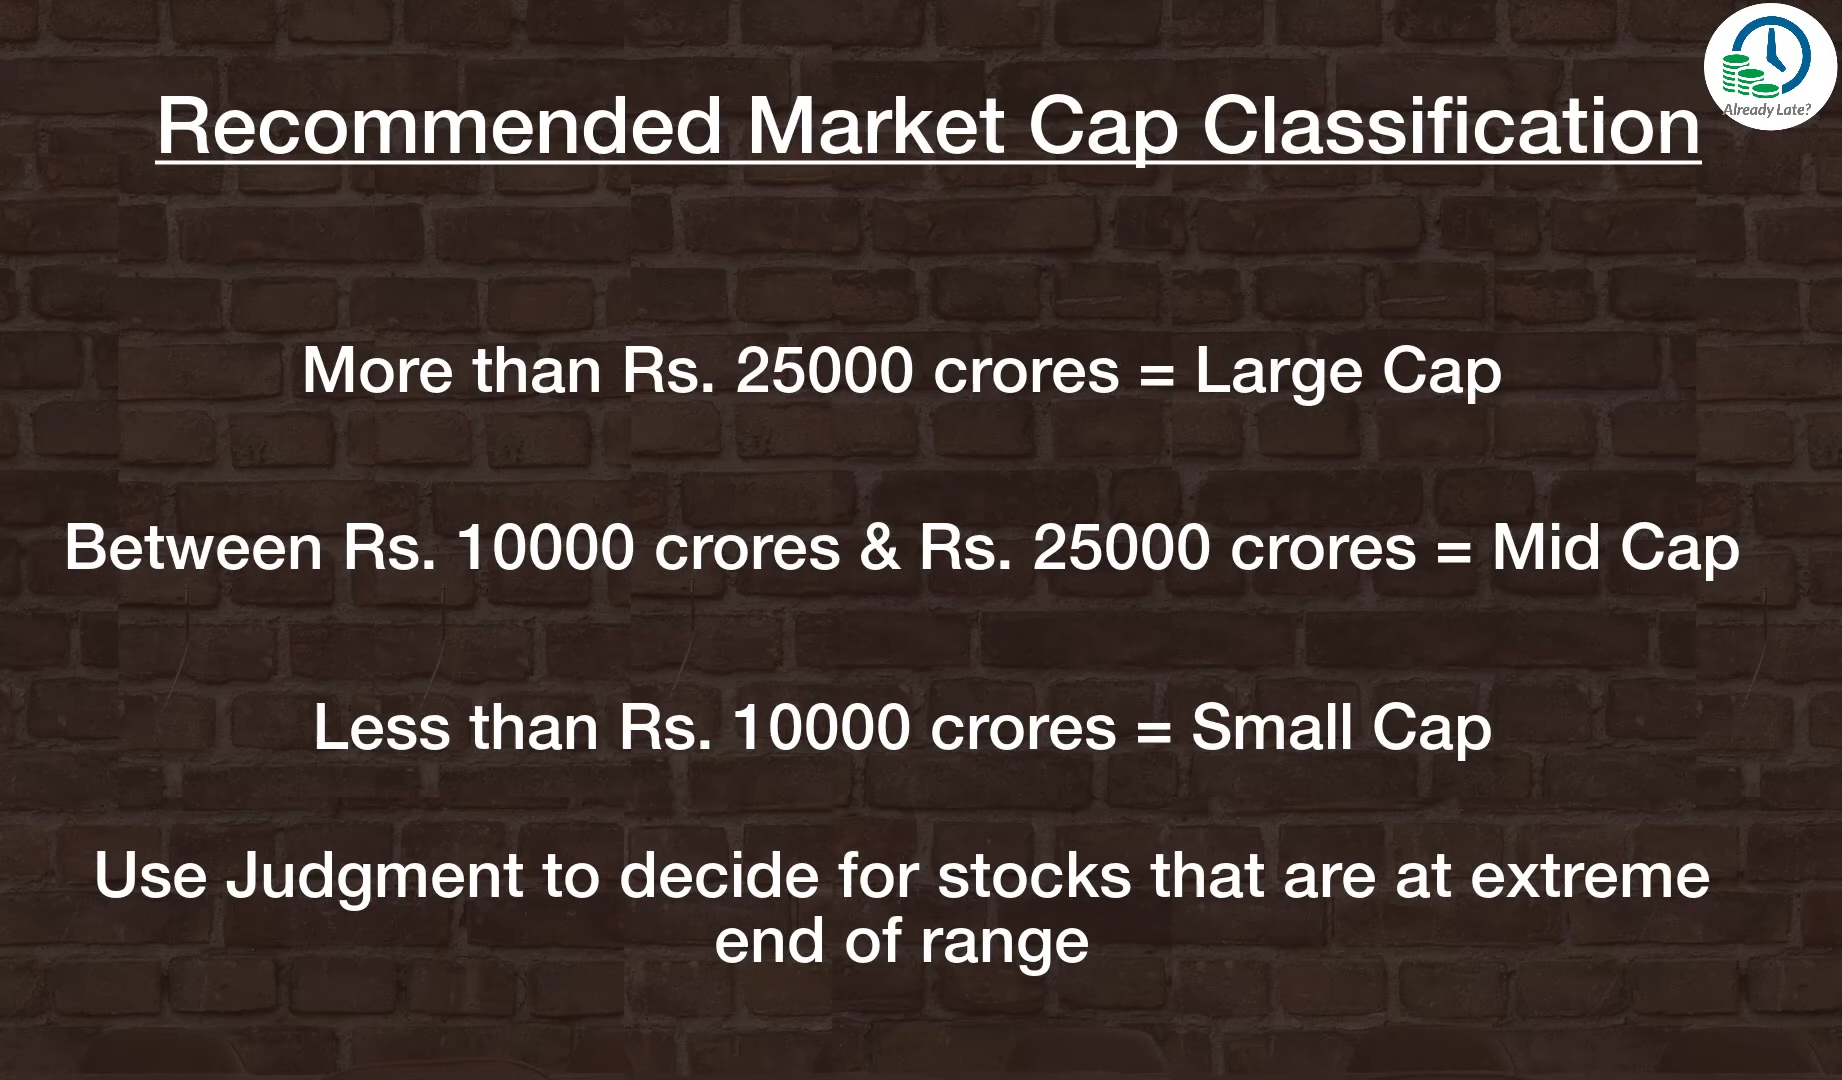 Already Late?
Recommended Market Cap Classification
More than Rs. 25000 crores = Large Cap
Between Rs. 10000 crores & Rs. 25000 crores = Mid Cap
Less than Rs. 10000 crores = Small Cap
Use Judgment to decide for stocks that are at extreme
end of range